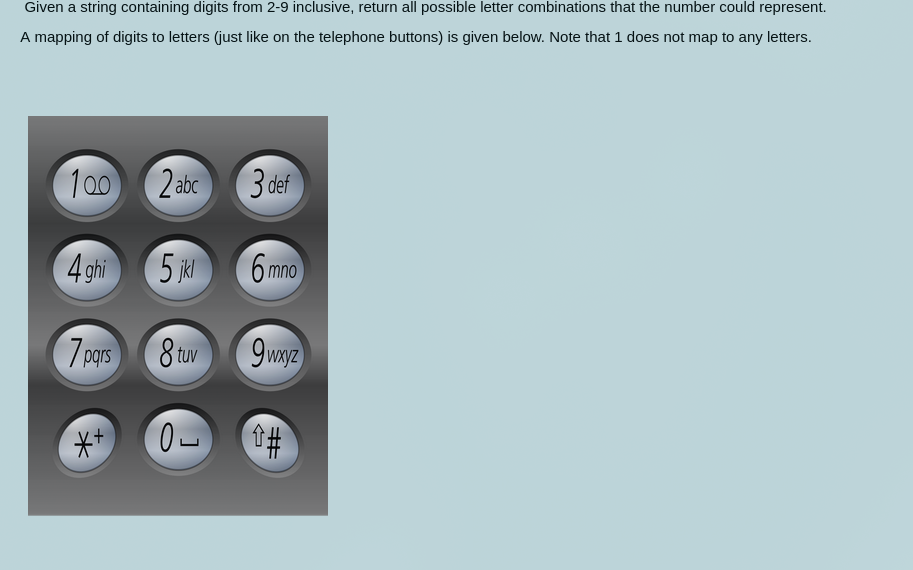 Given a string containing digits from 2-9 inclusive, return all possible letter combinations that the number could represent.
A mapping of digits to letters (just like on the telephone buttons) is given below. Note that 1 does not map to any letters.
1 2 abc 3 def
4 ghi 5 jkl 6 mno
7 pqrs 8 tuv 9 wxyz
* + 0 ⇧ #